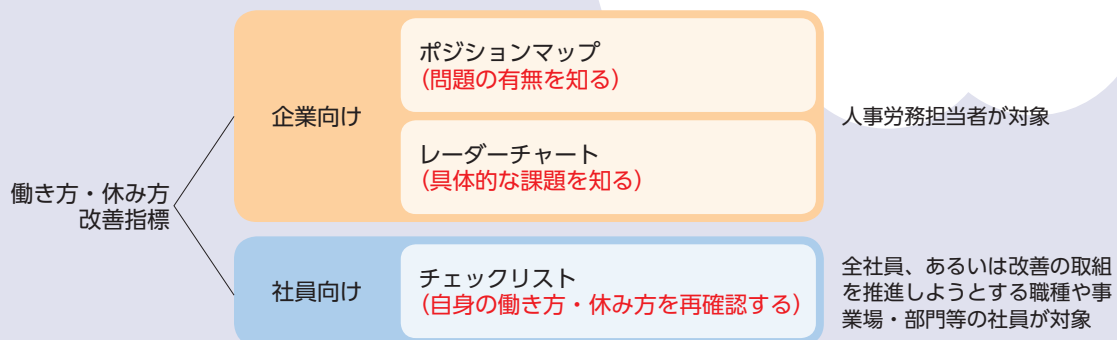 働き方・休み方
改善指標
企業向け
ポジションマップ
(問題の有無を知る)
レーダーチャート
(具体的な課題を知る)
人事労務担当者が対象
社員向け
チェックリスト
(自身の働き方・休み方を再確認する)
全社員、あるいは改善の取組
を推進しようとする職種や事
業場・部門等の社員が対象